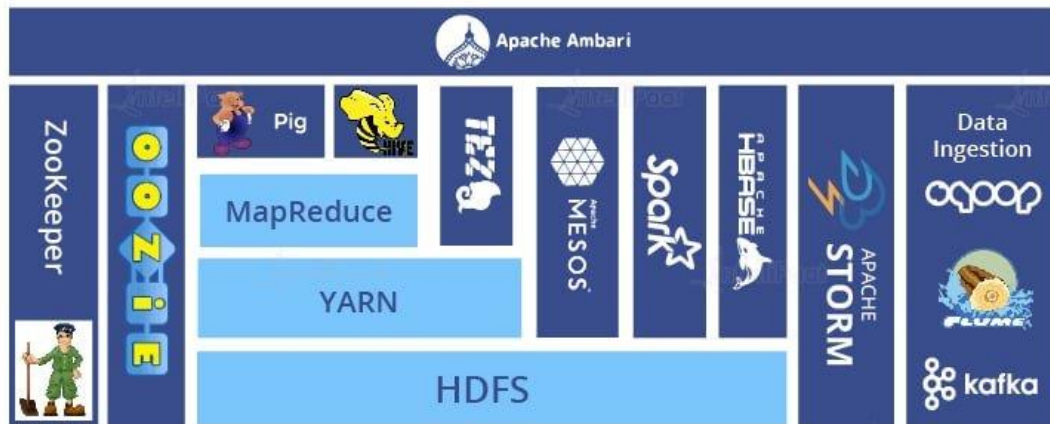 Apache Ambari
ZooKeeper
OOZiE
Pig
HIVE
MapReduce
YARN
HDFS
TEZ
Apache
MESOS
Spark
APACHE
HBASE
APACHE
STORM
Data
Ingestion
sqoop
FLUME
kafka